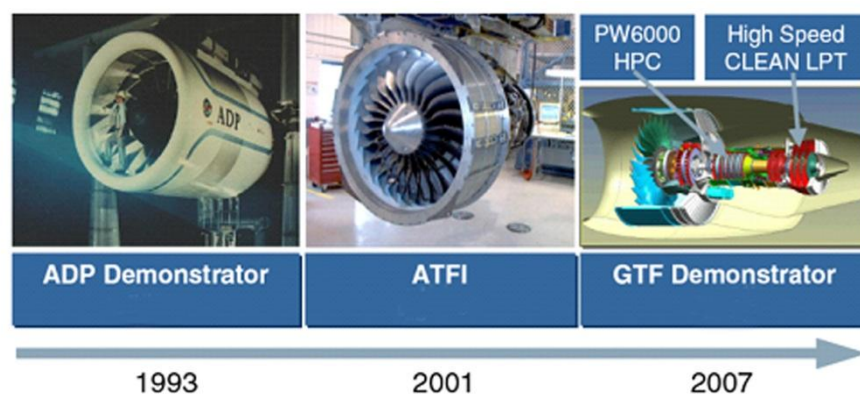 PW6000
HPC
High Speed
CLEAN LPT
ADP
ADP Demonstrator
ATFI
GTF Demonstrator
1993
2001
2007